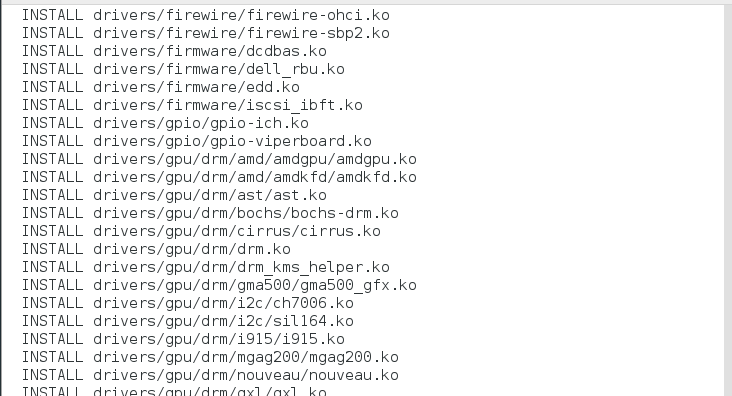 INSTALL drivers/firewire/firewire-ohci.ko
INSTALL drivers/firewire/firewire-sbp2.ko
INSTALL drivers/firmware/dcdbas.ko
INSTALL drivers/firmware/dell_rbu.ko
INSTALL drivers/firmware/edd.ko
INSTALL drivers/firmware/iscsi_ibft.ko
INSTALL drivers/gpio/gpio-ich.ko
INSTALL drivers/gpio/gpio-viperboard.ko
INSTALL drivers/gpu/drm/amd/amdgpu/amdgpu.ko
INSTALL drivers/gpu/drm/amd/amdkfd/amdkfd.ko
INSTALL drivers/gpu/drm/ast/ast.ko
INSTALL drivers/gpu/drm/bochs/bochs-drm.ko
INSTALL drivers/gpu/drm/cirrus/cirrus.ko
INSTALL drivers/gpu/drm/drm.ko
INSTALL drivers/gpu/drm/drm_kms_helper.ko
INSTALL drivers/gpu/drm/gma500/gma500_gfx.ko
INSTALL drivers/gpu/drm/i2c/ch7006.ko
INSTALL drivers/gpu/drm/i2c/sil164.ko
INSTALL drivers/gpu/drm/i915/i915.ko
INSTALL drivers/gpu/drm/mgag200/mgag200.ko
INSTALL drivers/gpu/drm/nouveau/nouveau.ko
INSTALL drivers/gpu/drm/qxl/qxl.ko